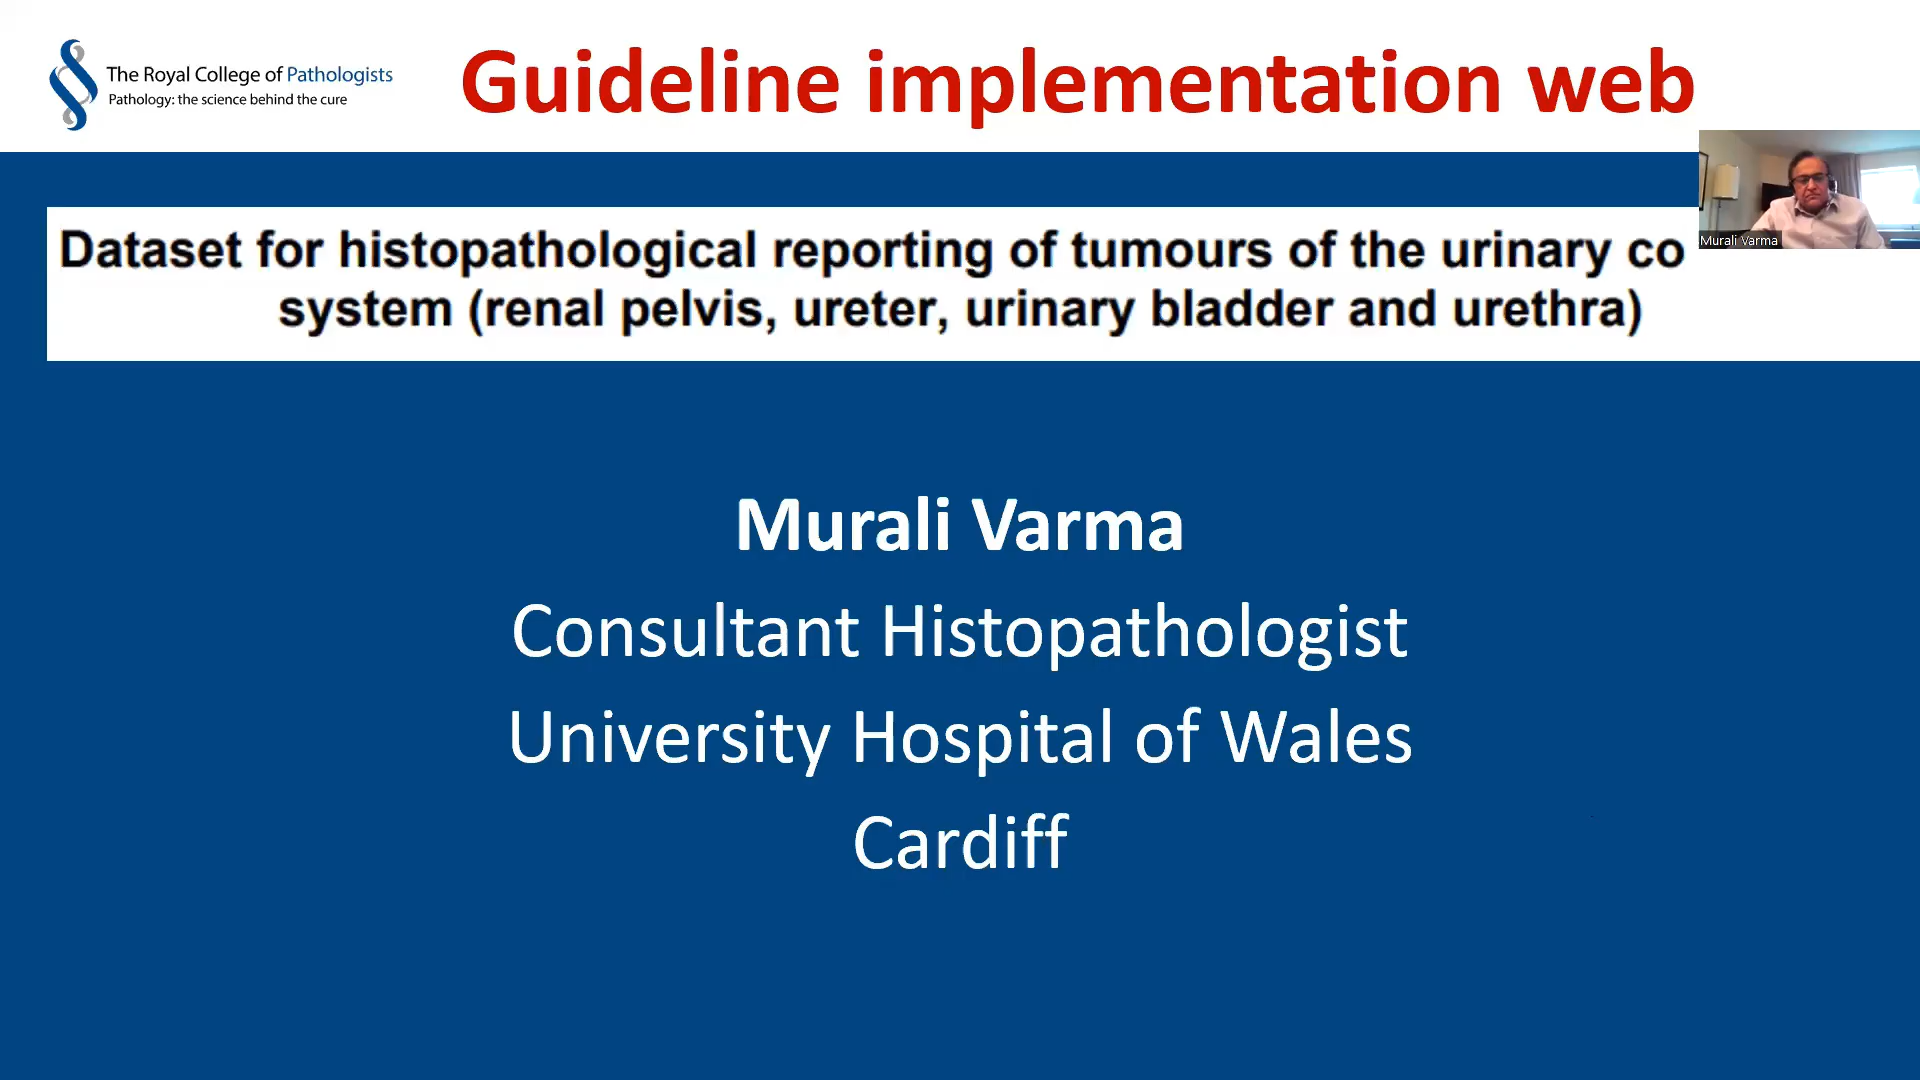 The Royal College of Pathologists
Pathology: the science behind the cure
Guideline implementation web
Murali Varma
Dataset for histopathological reporting of tumours of the urinary co
system (renal pelvis, ureter, urinary bladder and urethra)
Murali Varma
Consultant Histopathologist
University Hospital of Wales
Cardiff